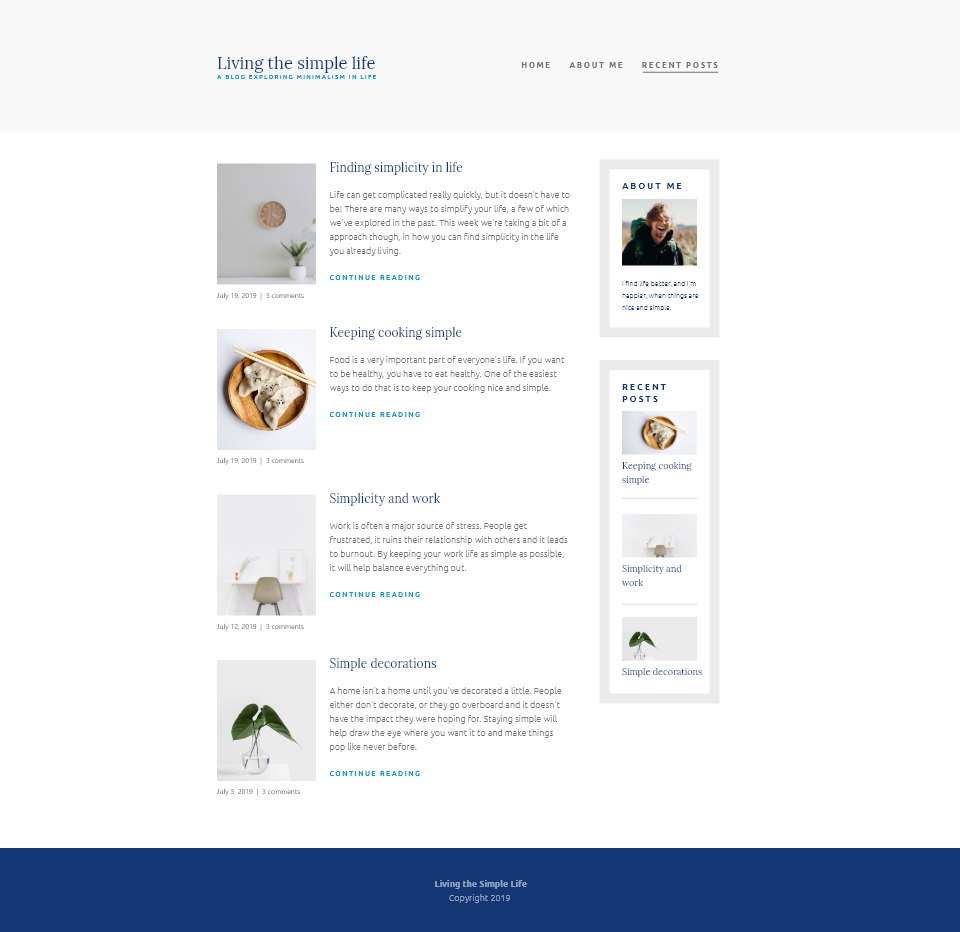 Living the simple life
A BLOG EXPLORING MINIMALISM IN LIFE
HOME ABOUT ME RECENT POSTS
Finding simplicity in life
Life can get complicated really quickly, but it doesn't have to
be! There are many ways to simplify your life, a few of which
we've explored in the past. This week we're taking a bit of a
approach though, in how you can find simplicity in the life
you already living.
CONTINUE READING
July 19, 2019 | 3 comments
Keeping cooking simple
Food is a very important part of everyone's life. If you want
to be healthy, you have to eat healthy. One of the easiest
ways to do that is to keep your cooking nice and simple.
CONTINUE READING
July 19, 2019 | 3 comments
Simplicity and work
Work is often a major source of stress. People get
frustrated, it ruins their relationship with others and it leads
to burnout. By keeping your work life as simple as possible,
it will help balance everything out.
CONTINUE READING
July 12, 2019 | 3 comments
Simple decorations
A home isn't a home until you've decorated a little. People
either don't decorate, or they go overboard and it doesn't
have the impact they were hoping for. Staying simple will
help draw the eye where you want it to and make things
pop like never before.
CONTINUE READING
July 3, 2019 | 3 comments
ABOUT ME
I find life better, and I'm
happier, when things are
nice and simple.
RECENT
POSTS
Keeping cooking
simple
Simplicity and
work
Simple decorations
Living the Simple Life
Copyright 2019